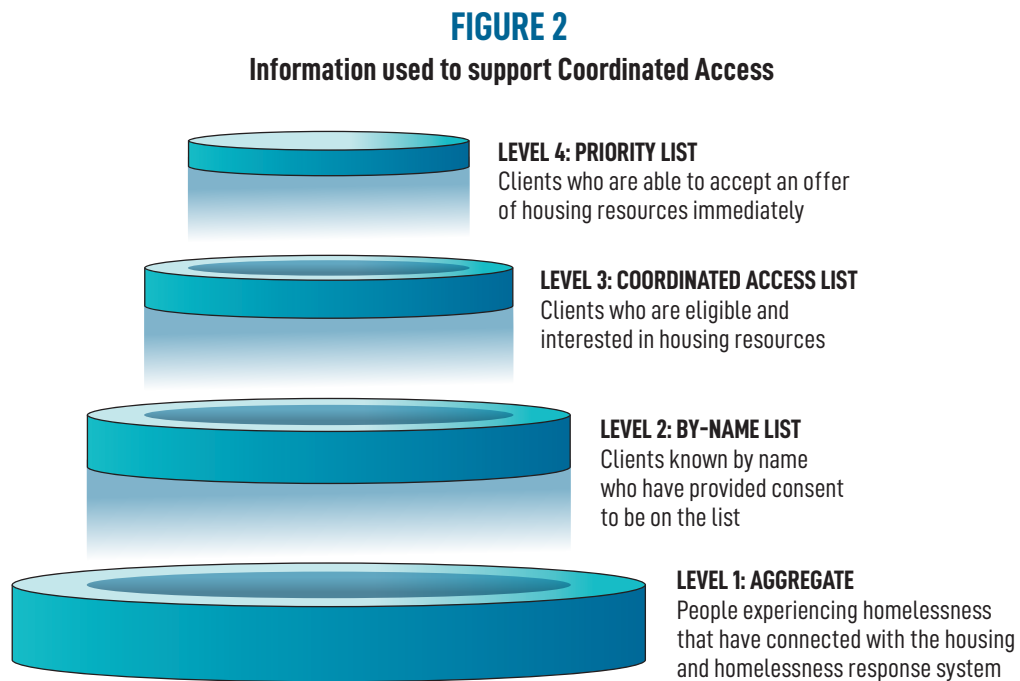 FIGURE 2
Information used to support Coordinated Access
LEVEL 4: PRIORITY LIST
Clients who are able to accept an offer
of housing resources immediately
LEVEL 3: COORDINATED ACCESS LIST
Clients who are eligible and
interested in housing resources
LEVEL 2: BY-NAME LIST
Clients known by name
who have provided consent
to be on the list
LEVEL 1: AGGREGATE
People experiencing homelessness
that have connected with the housing
and homelessness response system